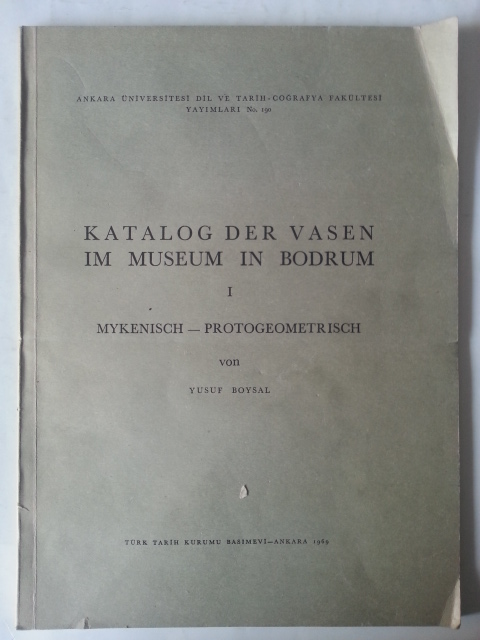 ANKARA ÜNİVERSİTESİ DİL VE TARİH-COĞRAFYA FAKÜLTESİ
YAYIMLARI No. 190
KATALOG DER VASEN
IM MUSEUM IN BODRUM
I
MYKENISCH — PROTOGEOMETRISCH
von
YUSUF BOYSAL
TÜRK TARİH KURUMU BASIMEVİ—ANKARA 1969